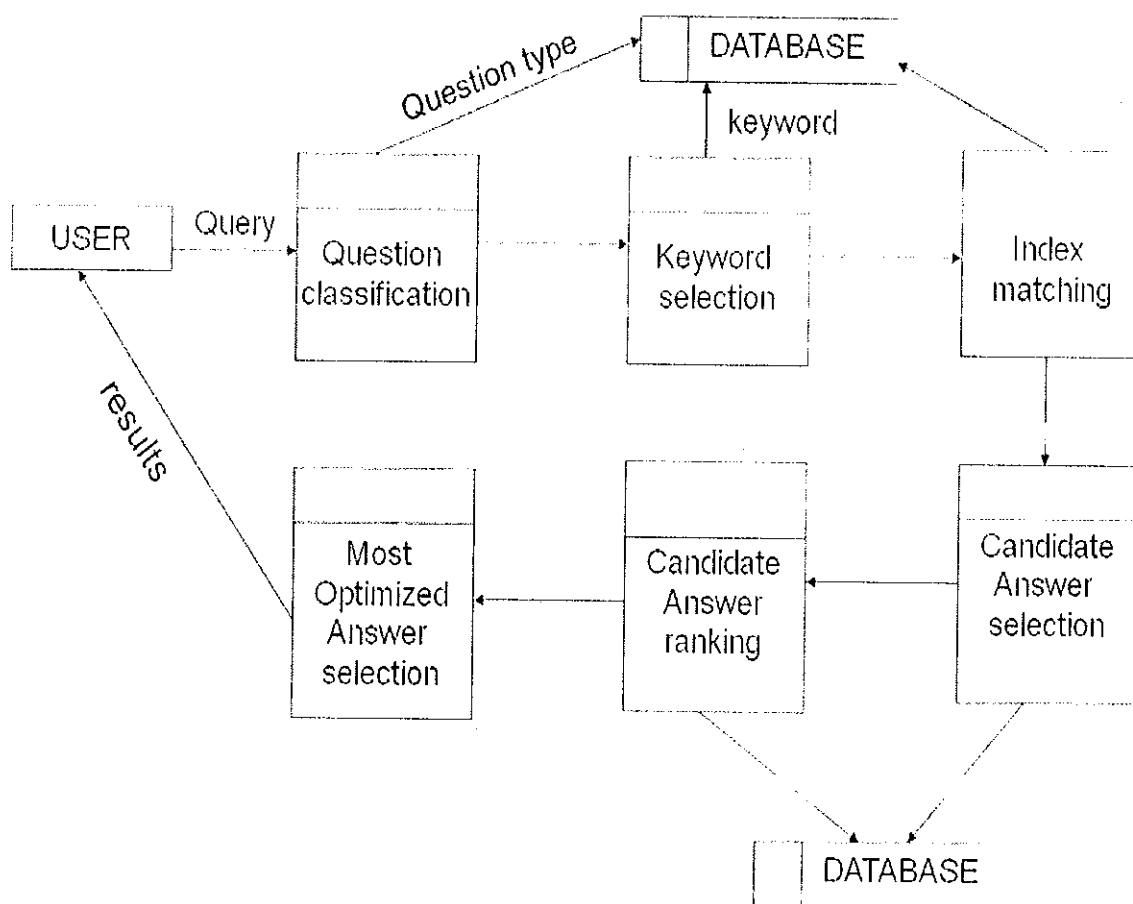 DATABASE
Question type
keyword
USER
Query
Question
classification
Keyword
selection
Index
matching
results
Most
Optimized
Answer
selection
Candidate
Answer
ranking
Candidate
Answer
selection
DATABASE